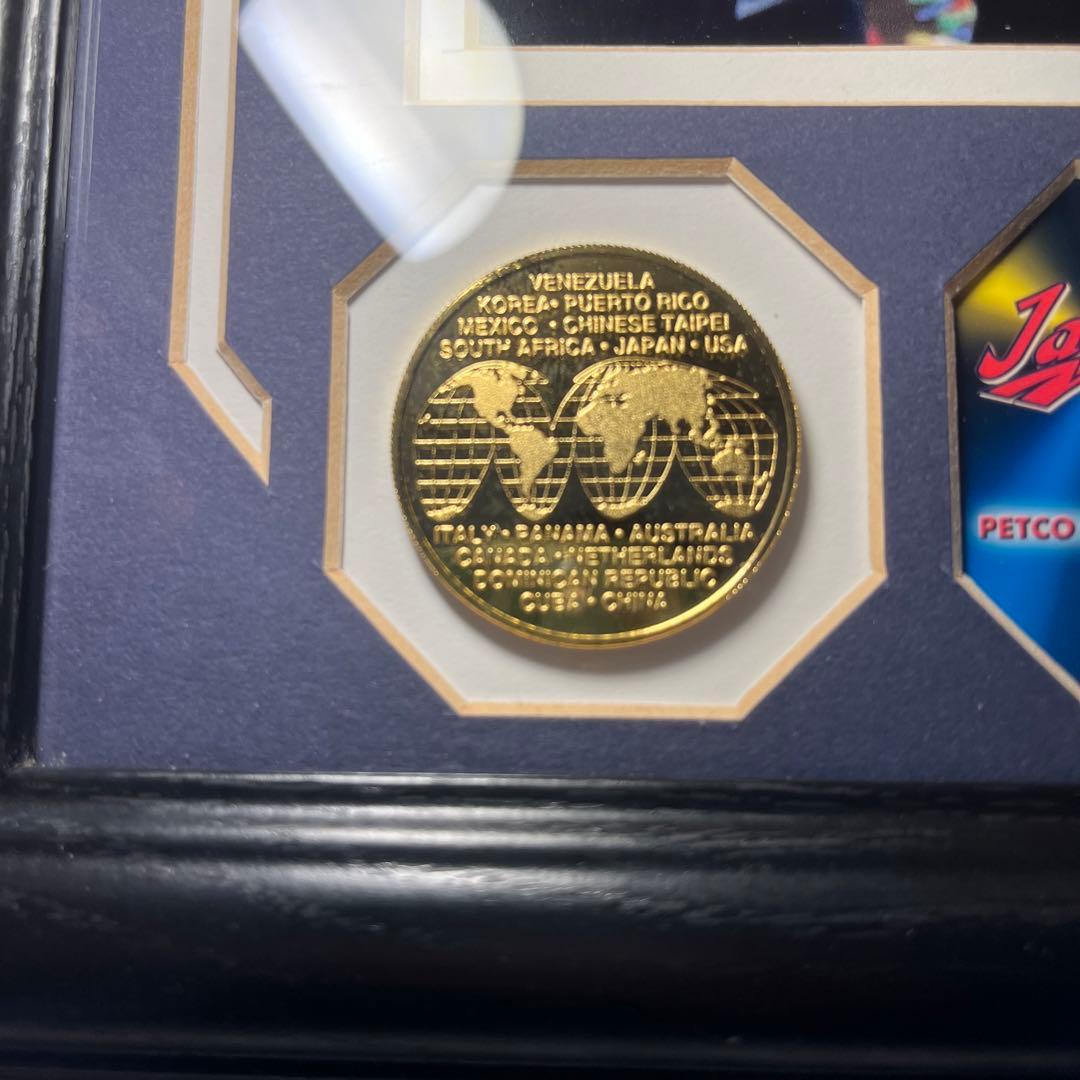 VENEZUELA
KOREA• PUERTO RICO
MEXICO • CHINESE TAIPEI
SOUTH AFRICA • JAPAN • USA
ITALY • PANAMA • AUSTRALIA
CANADA • NETHERLANDS
DOMINICAN REPUBLIC
CUBA • CHINA
Ja
PETCO